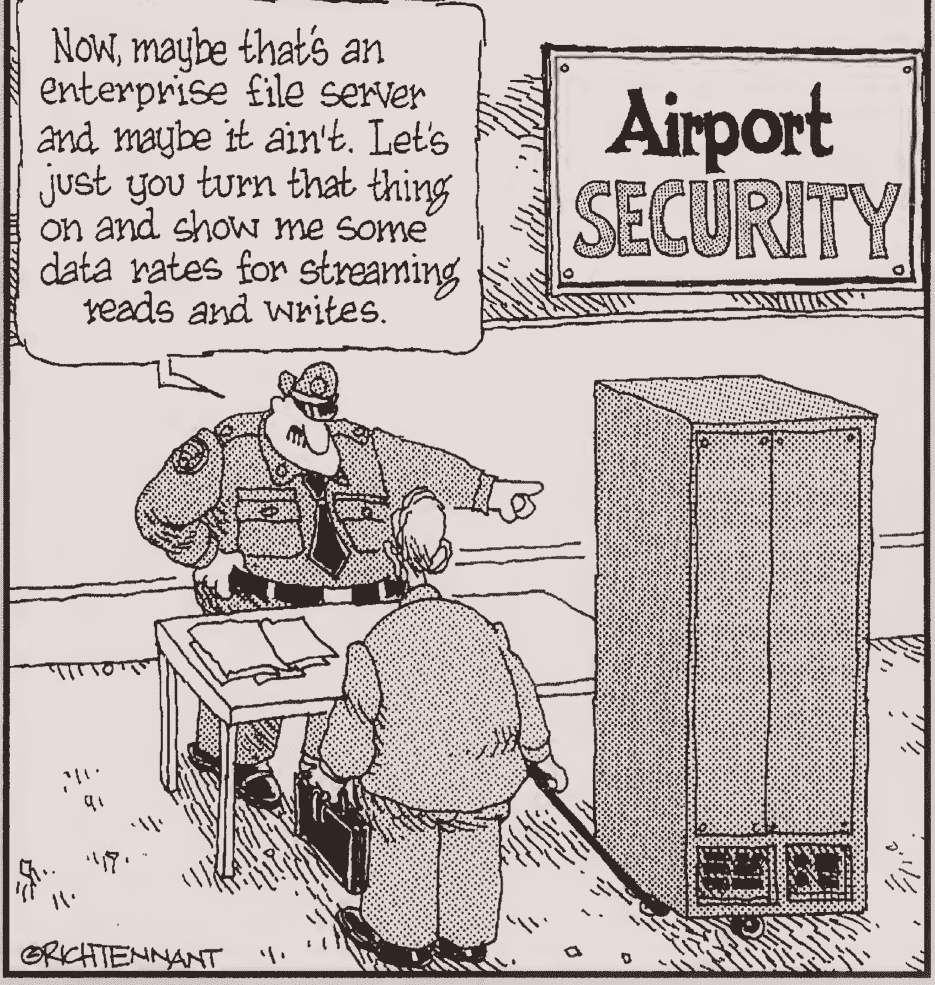 Now, maybe that's an
enterprise file server
and maybe it ain't. Let's
just you turn that thing
on and show me some
data rates for streaming
reads and writes.
Airport
SECURITY
©RICHTENNANT